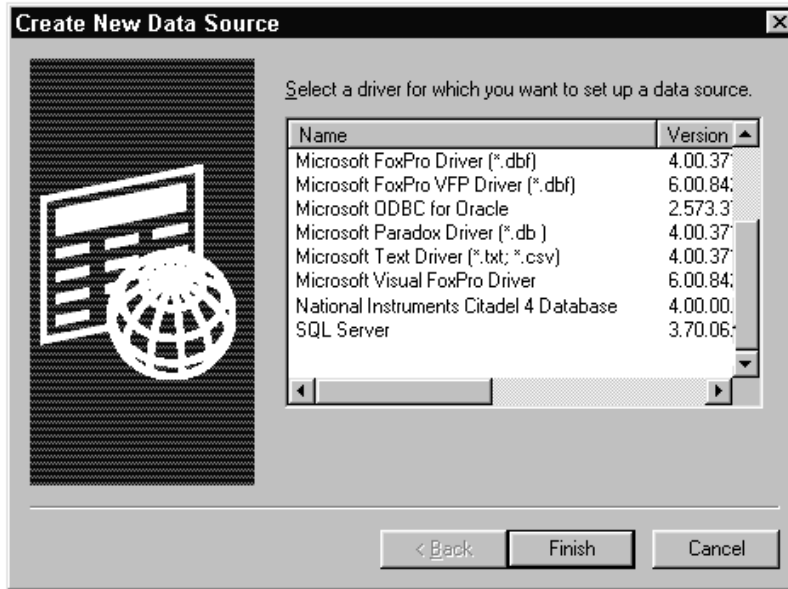 Create New Data Source
Select a driver for which you want to set up a data source.
Name Version
Microsoft FoxPro Driver (*.dbf) 4.00.37
Microsoft FoxPro VFP Driver (*.dbf) 6.00.84
Microsoft ODBC for Oracle 2.573.3
Microsoft Paradox Driver (*.db ) 4.00.37
Microsoft Text Driver (*.txt; *.csv) 4.00.37
Microsoft Visual FoxPro Driver 6.00.84
National Instruments Citadel 4 Database 4.00.00.
SQL Server 3.70.06.
< Back Finish Cancel